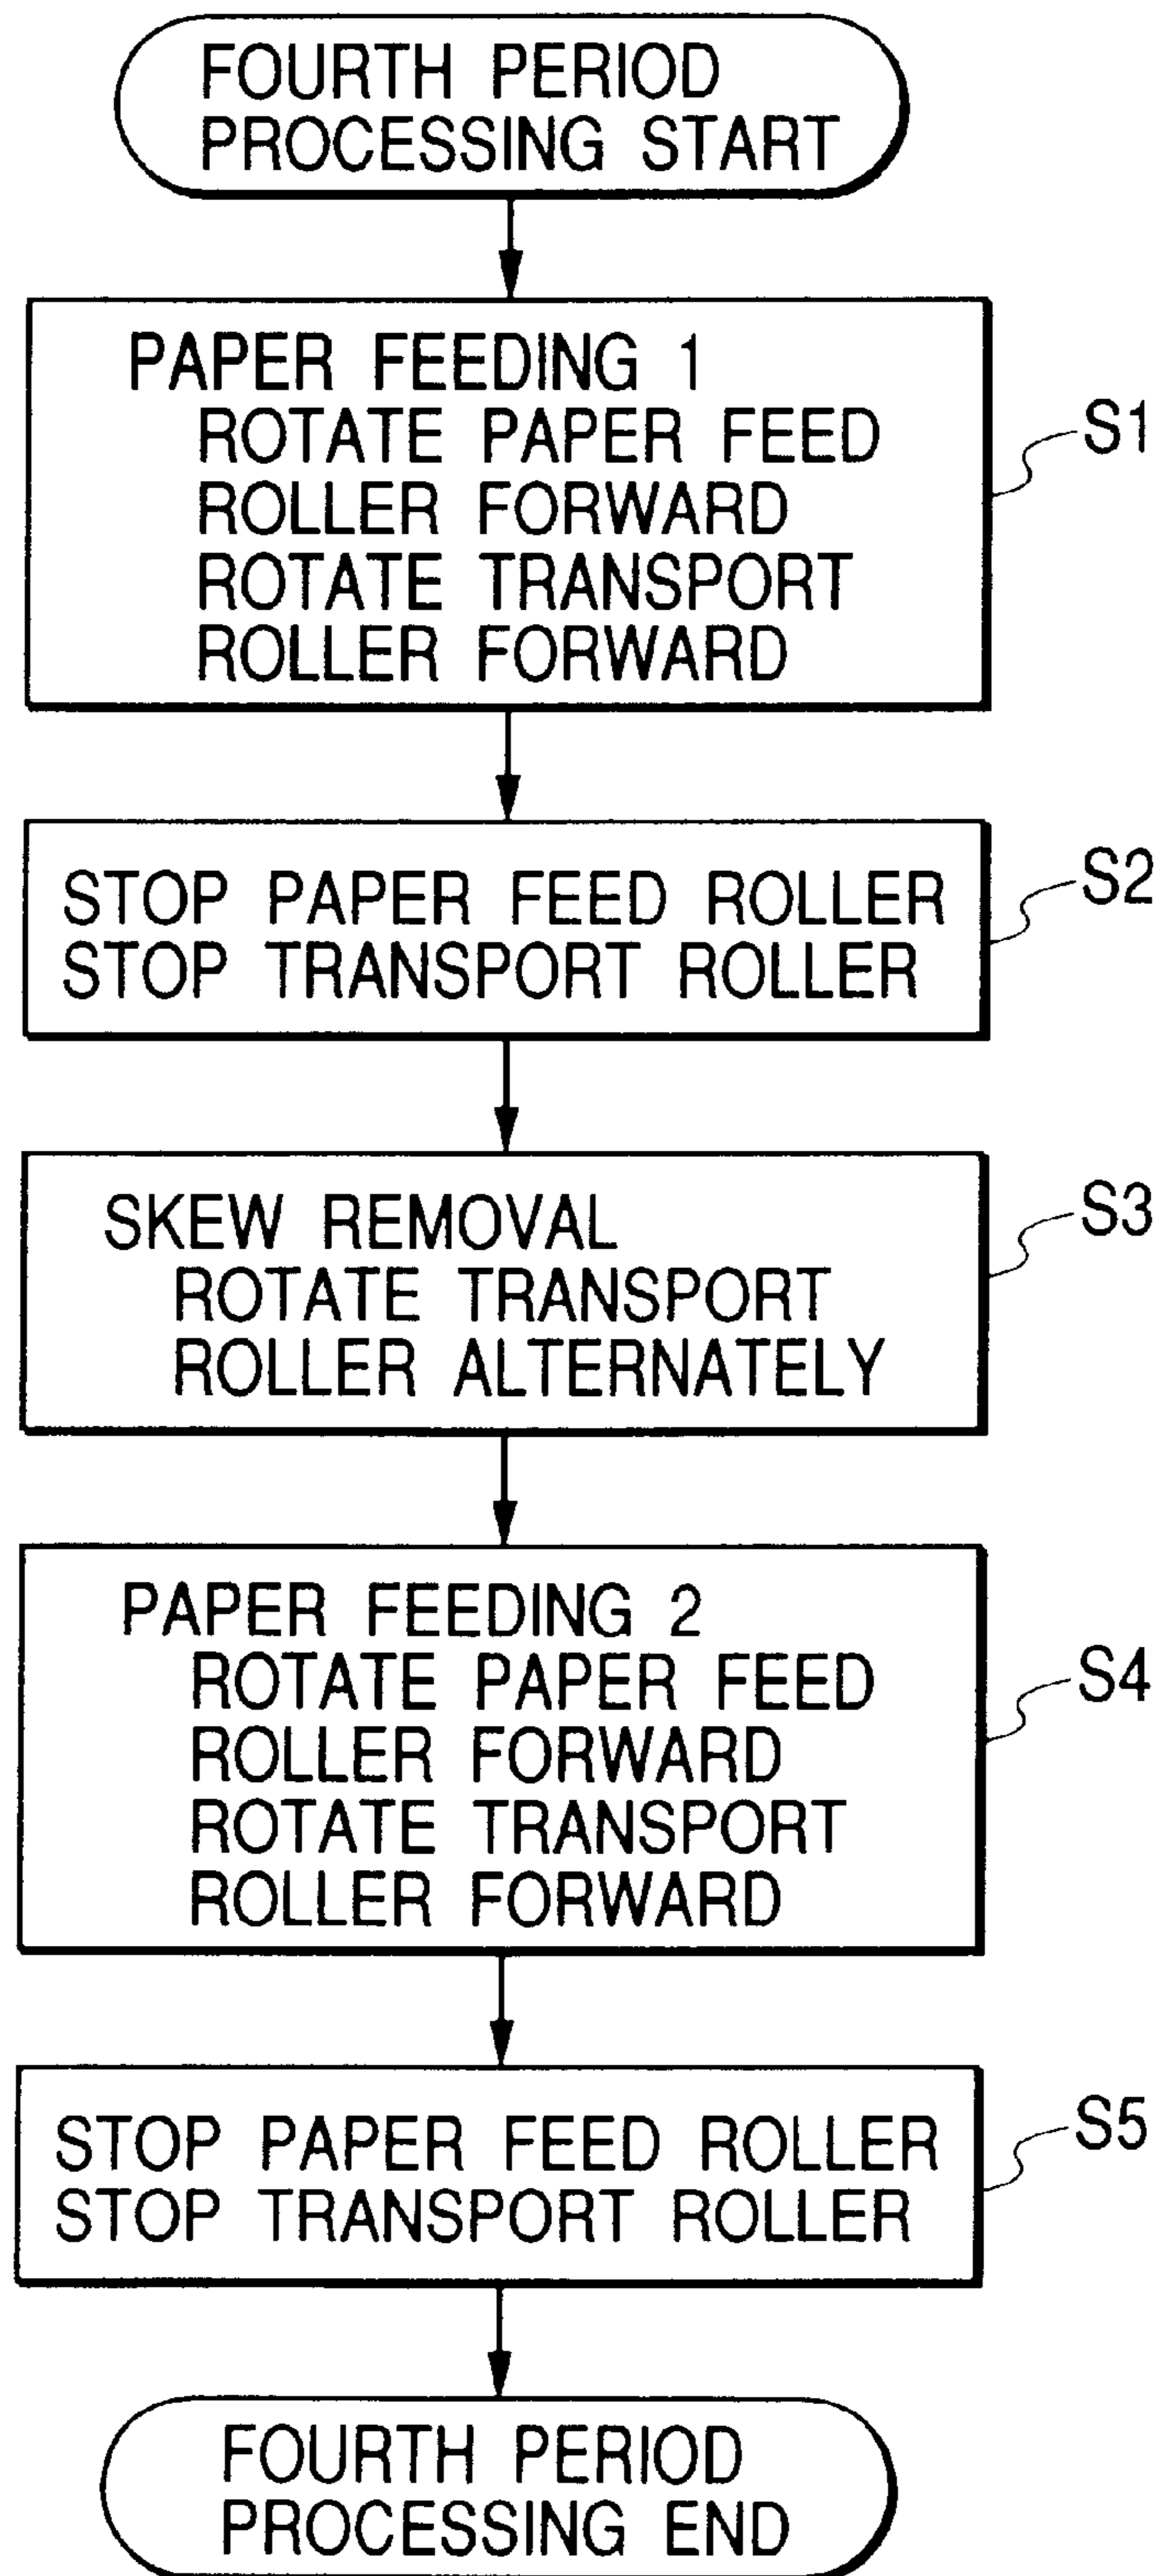 FOURTH PERIOD
PROCESSING START
PAPER FEEDING 1
ROTATE PAPER FEED
ROLLER FORWARD
ROTATE TRANSPORT
ROLLER FORWARD
S1
STOP PAPER FEED ROLLER
STOP TRANSPORT ROLLER
S2
SKEW REMOVAL
ROTATE TRANSPORT
ROLLER ALTERNATELY
S3
PAPER FEEDING 2
ROTATE PAPER FEED
ROLLER FORWARD
ROTATE TRANSPORT
ROLLER FORWARD
S4
STOP PAPER FEED ROLLER
STOP TRANSPORT ROLLER
S5
FOURTH PERIOD
PROCESSING END